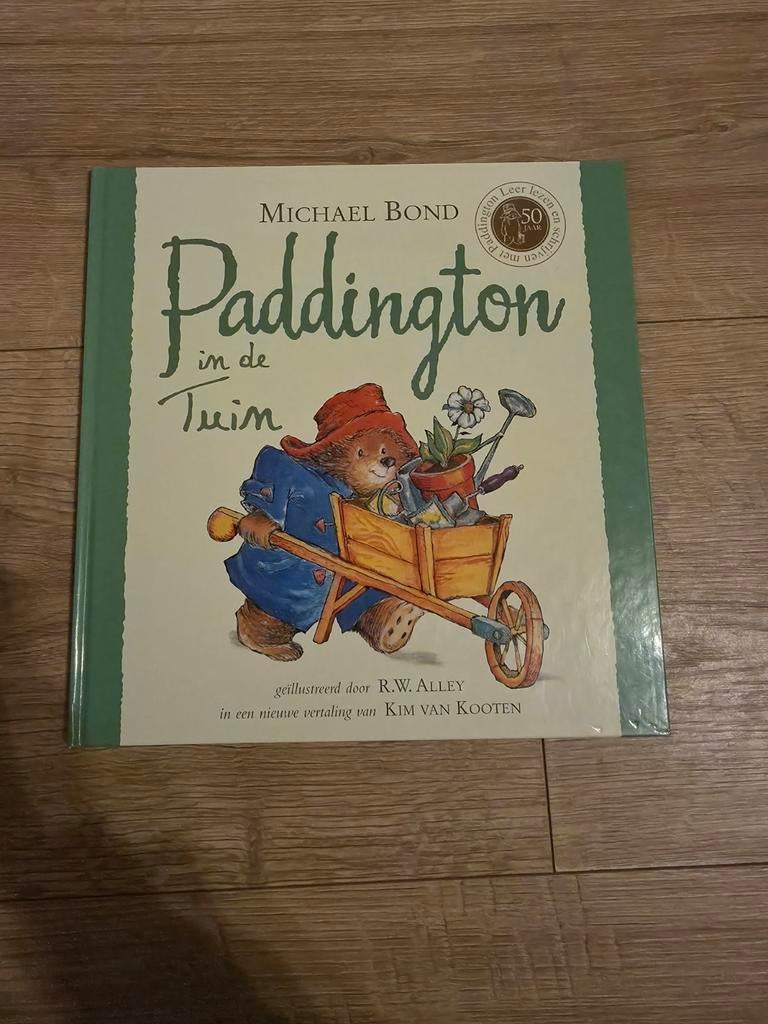 MICHAEL BOND
Leer lezen en schrijven met Paddington
50
JAAR
Paddington
in de
Tuin
geïllustreerd door R.W. ALLEY
in een nieuwe vertaling van KIM VAN KOOTEN